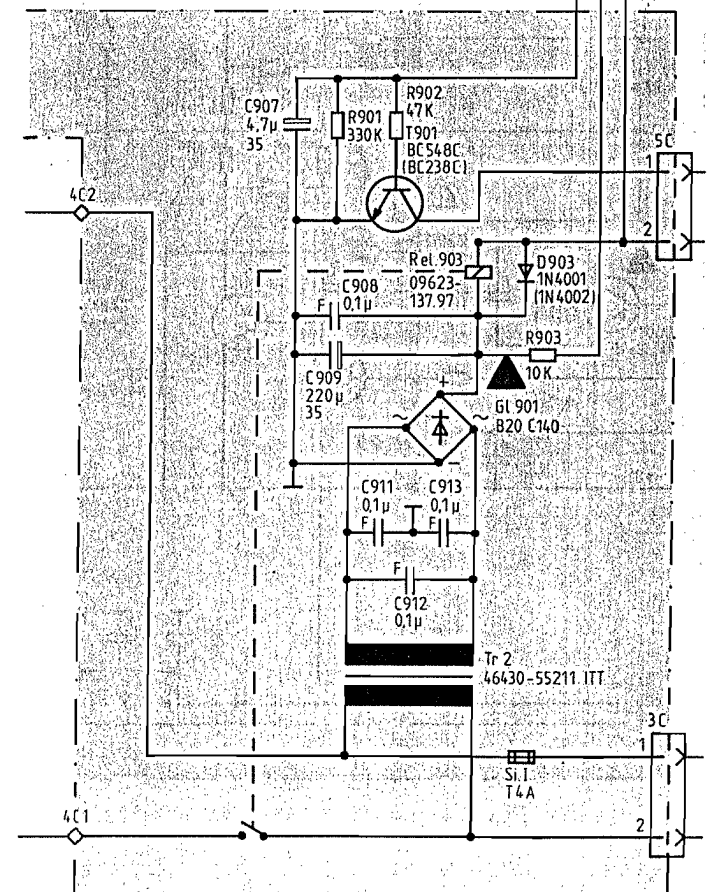 C907
4,7µ
35
R901
330K
R902
47K
T901
BC548C
(BC238C)
5C
1
2
4C2
Rel.903
09623-
137.97
D903
1N4001
(1N4002)
C908
F 0,1µ
R903
10K
C909
220µ
35
+
Gl 901
B20 C140
~
~
-
C911
0,1µ
F
C913
0,1µ
F
F
C912
0,1µ
Tr 2
46430-55211 ITT
3C
1
2
Si.I
T4A
4C1